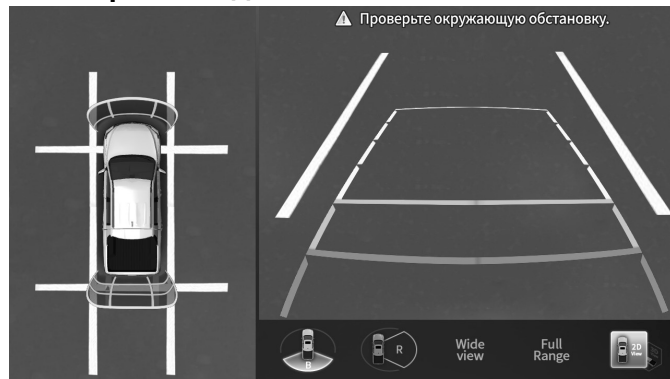 Проверьте окружающую обстановку.
B
R
Wide
view
Full
Range
2D
View